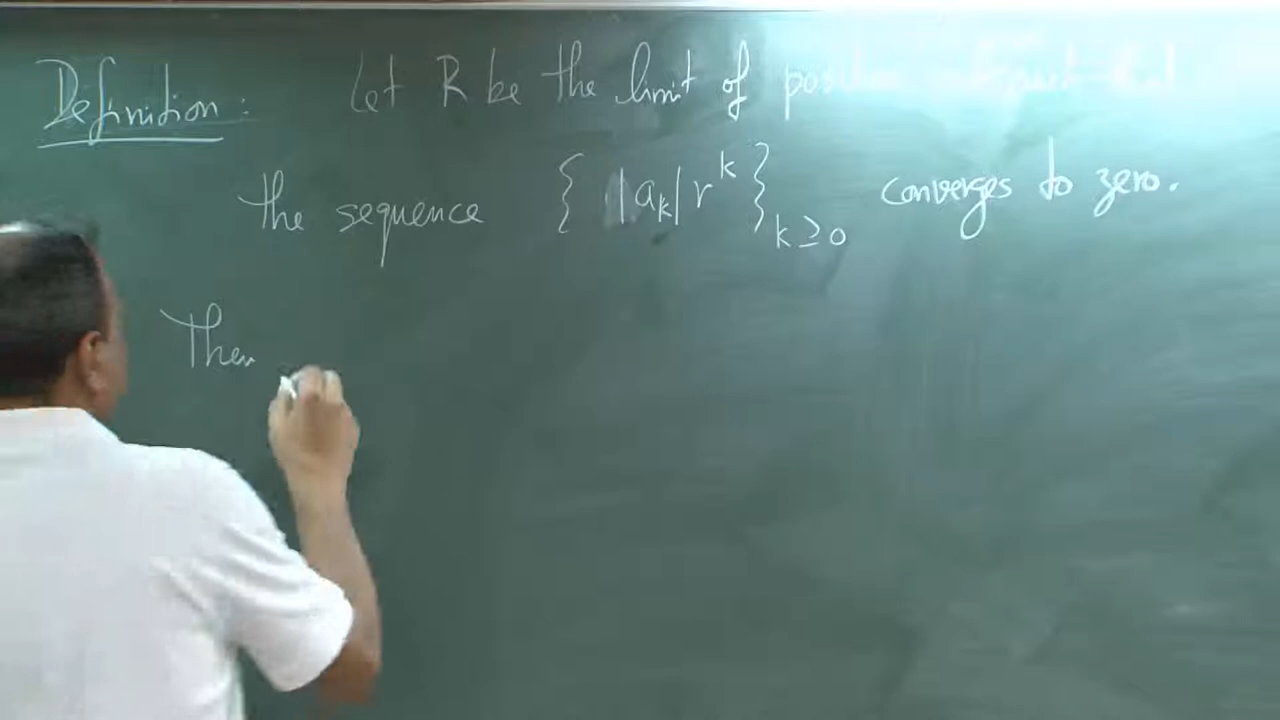 Definition: Let R be the limit of
the sequence { |a_k| r^k }_{k≥0} converges to zero.
Then